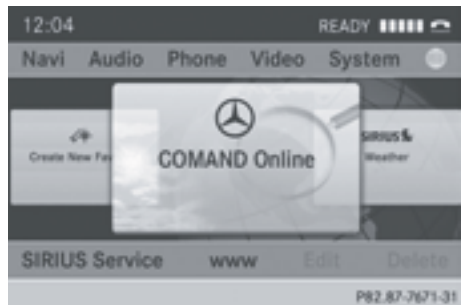 12:04 READY
Navi Audio Phone Video System
Create New Fav
COMAND Online
SIRIUS
Weather
SIRIUS Service www Edit Delete
P82.87-7671-31